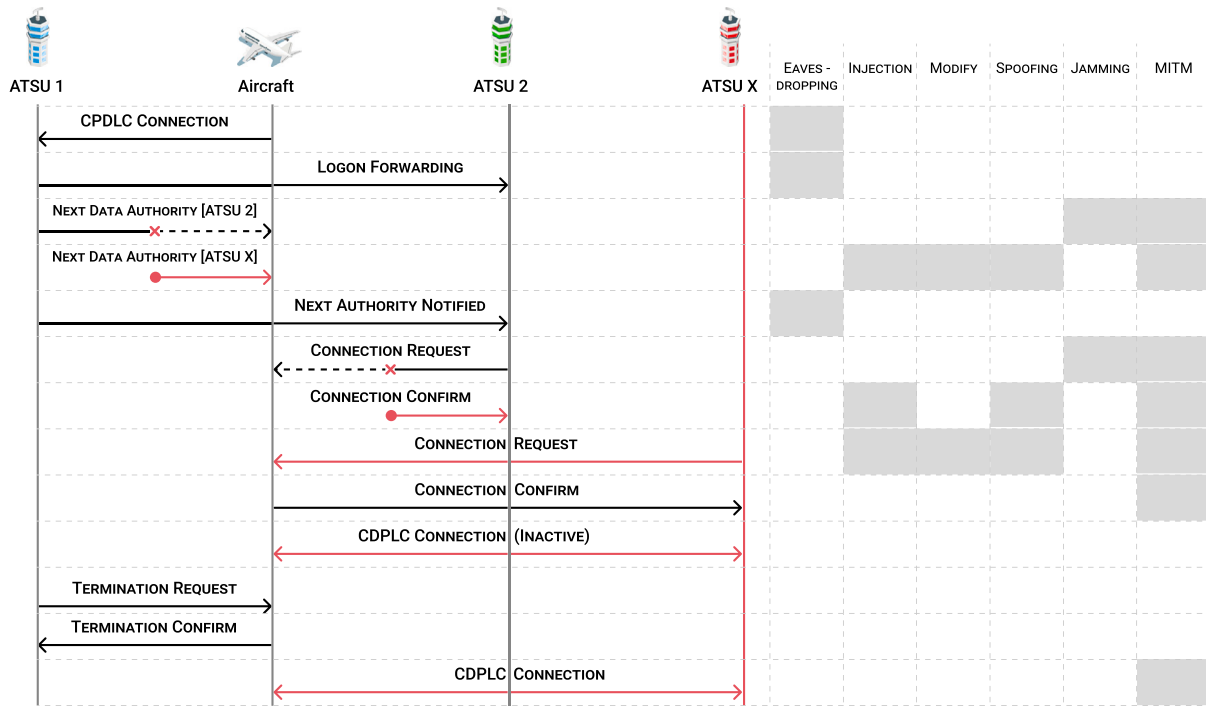 ATSU 1
Aircraft
ATSU 2
ATSU X
EAVES -
DROPPING
INJECTION
MODIFY
SPOOFING
JAMMING
MITM
CPDLC CONNECTION
LOGON FORWARDING
NEXT DATA AUTHORITY [ATSU 2]
NEXT DATA AUTHORITY [ATSU X]
NEXT AUTHORITY NOTIFIED
CONNECTION REQUEST
CONNECTION CONFIRM
CONNECTION REQUEST
CONNECTION CONFIRM
CDPLC CONNECTION (INACTIVE)
TERMINATION REQUEST
TERMINATION CONFIRM
CDPLC CONNECTION